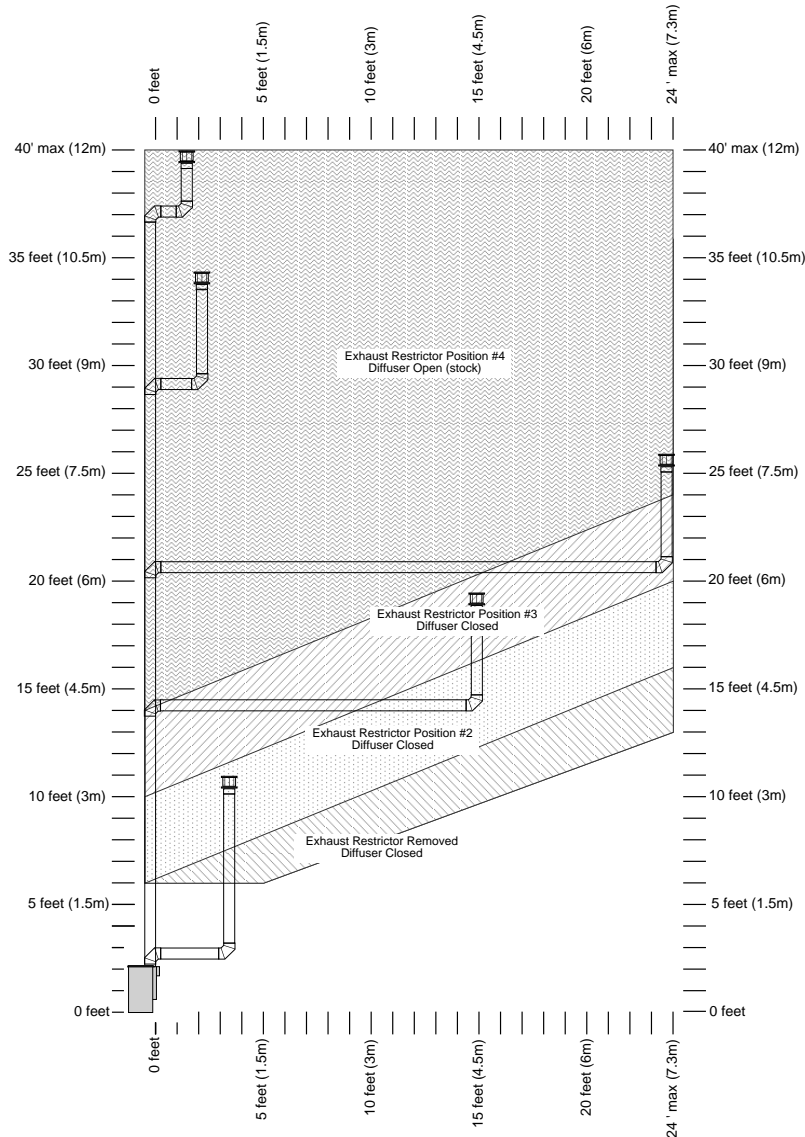 0 feet
5 feet (1.5m)
10 feet (3m)
15 feet (4.5m)
20 feet (6m)
24 ' max (7.3m)
40' max (12m)
40' max (12m)
35 feet (10.5m)
35 feet (10.5m)
Exhaust Restrictor Position #4
Diffuser Open (stock)
30 feet (9m)
30 feet (9m)
25 feet (7.5m)
25 feet (7.5m)
20 feet (6m)
20 feet (6m)
Exhaust Restrictor Position #3
Diffuser Closed
15 feet (4.5m)
15 feet (4.5m)
Exhaust Restrictor Position #2
Diffuser Closed
10 feet (3m)
10 feet (3m)
Exhaust Restrictor Removed
Diffuser Closed
5 feet (1.5m)
5 feet (1.5m)
0 feet
0 feet
0 feet
5 feet (1.5m)
10 feet (3m)
15 feet (4.5m)
20 feet (6m)
24 ' max (7.3m)